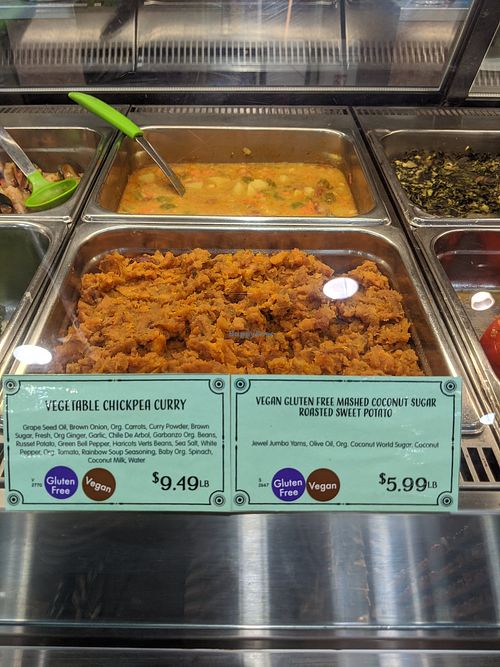 VEGETABLE CHICKPEA CURRY
Grape Seed Oil, Brown Onion, Org. Carrots, Curry Powder, Brown
Sugar, Fresh, Org Ginger, Garlic, Chile De Arbol, Garbanzo Org. Beans,
Russet Potato, Green Bell Pepper, Haricots Verts Beans, Sea Salt, White
Pepper, Org. Tomato, Rainbow Soup Seasoning, Baby Org. Spinach,
Coconut Milk, Water
V
2770
Gluten
Free
Vegan
$9.49LB
VEGAN GLUTEN FREE MASHED COCONUT SUGAR
ROASTED SWEET POTATO
Jewel Jumbo Yams, Olive Oil, Org. Coconut World Sugar, Coconut
S
2647
Gluten
Free
Vegan
$5.99LB